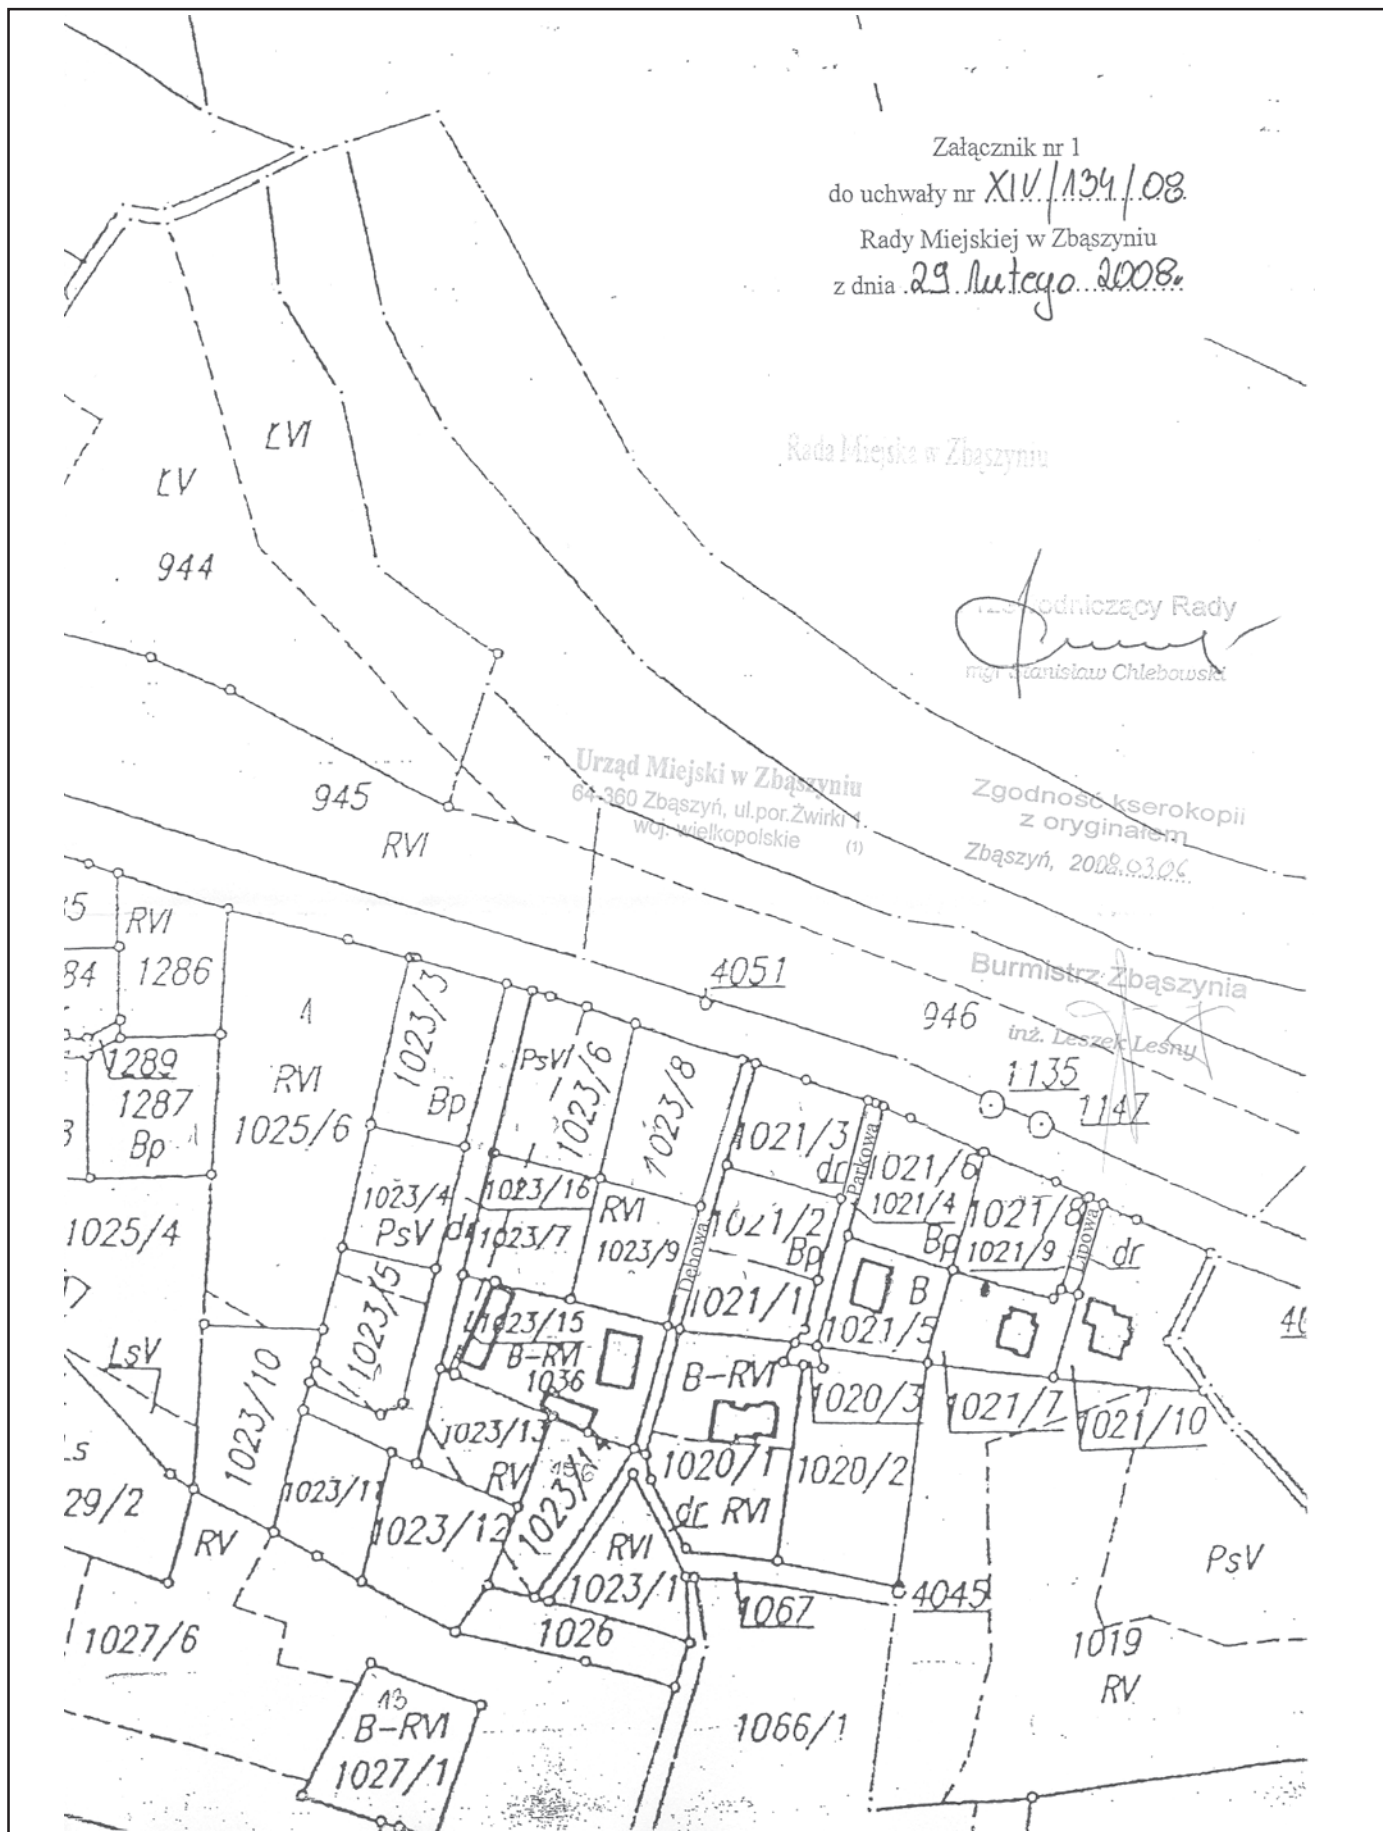 Załącznik nr 1
do uchwały nr XIV/134/08
Rady Miejskiej w Zbąszyniu
z dnia 29 lutego 2008.
Rada Miejska w Zbąszyniu
Rady
mgr Stanisław Chlebowski
Urząd Miejski w Zbąszyniu
64-360 Zbąszyń, ul.por.Żwirki 1
woj. wielkopolskie (1)
Zgodność kserokopii
z oryginałem
Zbąszyń, 2008.03.06
Burmistrz Zbąszynia
inż. Leszek Leśny
ŁVI
ŁV
944
945
RVI
4051
946
1135
1147
RVI
1286
84
1289
1287
Bp
RVI
1025/6
1023/3
Bp
PsVI
1023/6
1023/8
1021/3
dr
Parkowa
1021/6
1021/4
Bp
1021/8
1021/9
Lipowa
dr
1025/4
1023/4
PsV
dr
1023/16
1023/7
RVI
1023/9
Dębowa
1021/2
Bp
1021/1
B
1021/5
1023/15
1023/5
B-RVI
1036
B-RVI
1020/3
1021/7
1021/10
LsV
1023/10
Ls
29/2
RV
1023/11
1023/12
1023/13
RV
1020/1
dr RVI
1020/2
RVI
1023/1
1026
1067
4045
PsV
1019
RV
1027/6
13
B-RVI
1027/1
1066/1